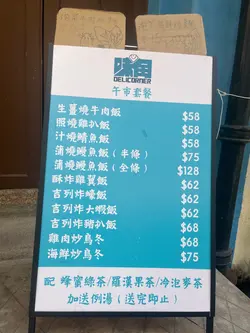 味角
DELICORNER
午市套餐
生薑燒牛肉飯 $58
照燒雞扒飯 $58
汁燒鯖魚飯 $58
蒲燒鰻魚飯(半條) $75
蒲燒鰻魚飯(全條) $128
酥炸雞翼飯 $62
吉列炸蠔飯 $62
吉列炸大蝦飯 $62
吉列炸豬扒飯 $68
雞肉炒烏冬 $68
海鮮炒烏冬 $75
配 蜂蜜綠茶/羅漢果茶/冷泡麥茶
加送例湯(送完即止)